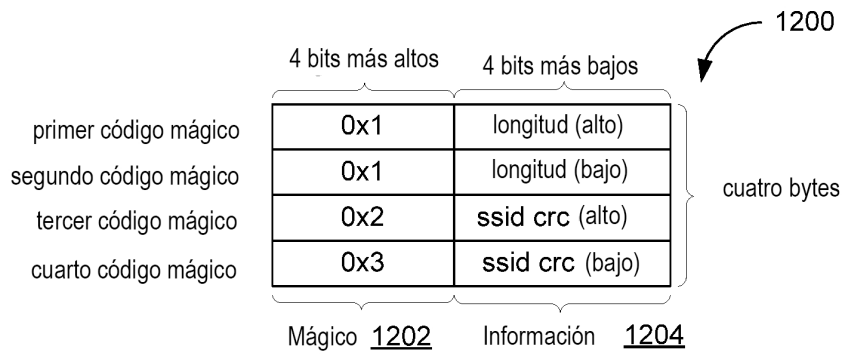 1200
4 bits más altos 4 bits más bajos
primer código mágico 0x1 longitud (alto)
segundo código mágico 0x1 longitud (bajo)
cuatro bytes
tercer código mágico 0x2 ssid crc (alto)
cuarto código mágico 0x3 ssid crc (bajo)
Mágico 1202 Información 1204